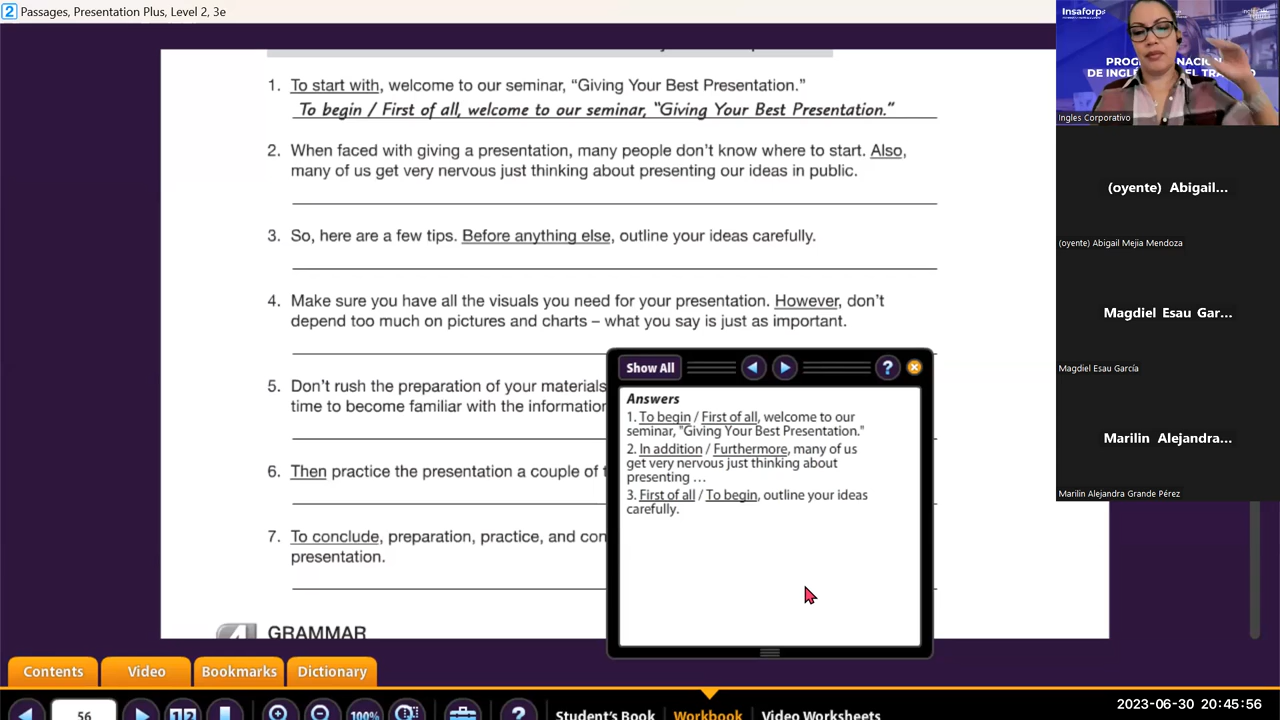 Passages, Presentation Plus, Level 2, 3e
1. To start with, welcome to our seminar, “Giving Your Best Presentation.”
To begin / First of all, welcome to our seminar, “Giving Your Best Presentation.”
2. When faced with giving a presentation, many people don’t know where to start. Also,
many of us get very nervous just thinking about presenting our ideas in public.
3. So, here are a few tips. Before anything else, outline your ideas carefully.
4. Make sure you have all the visuals you need for your presentation. However, don’t
depend too much on pictures and charts – what you say is just as important.
5. Don’t rush the preparation of your materials
time to become familiar with the information
6. Then practice the presentation a couple of
7. To conclude, preparation, practice, and
presentation.
GRAMMAR
Show All
?
Answers
1. To begin / First of all, welcome to our
seminar, "Giving Your Best Presentation."
2. In addition / Furthermore, many of us
get very nervous just thinking about
presenting ...
3. First of all / To begin, outline your ideas
carefully.
Insaforp
Ingles Corporativo
(oyente) Abigail...
(oyente) Abigail Mejia Mendoza
Magdiel Esau Gar...
Magdiel Esau García
Marilin Alejandra...
Marilin Alejandra Grande Pérez
Contents
Video
Bookmarks
Dictionary
56
100%
?
Student's Book
Workbook
Video Worksheets
2023-06-30 20:45:56